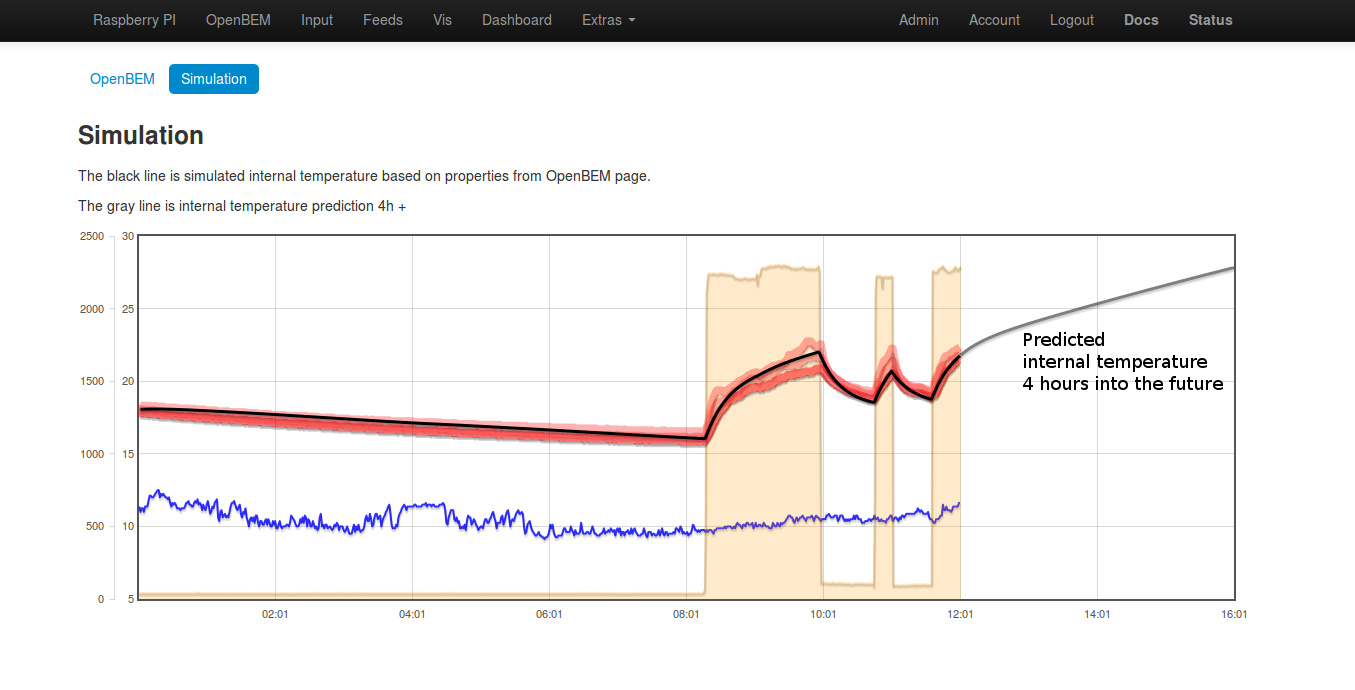 Raspberry PI OpenBEM Input Feeds Vis Dashboard Extras Admin Account Logout Docs Status
OpenBEM Simulation
Simulation
The black line is simulated internal temperature based on properties from OpenBEM page.
The gray line is internal temperature prediction 4h +
2500 30
2000 25
Predicted
internal temperature
1500 20 4 hours into the future
1000 15
500 10
0 5
02:01 04:01 06:01 08:01 10:01 12:01 14:01 16:01